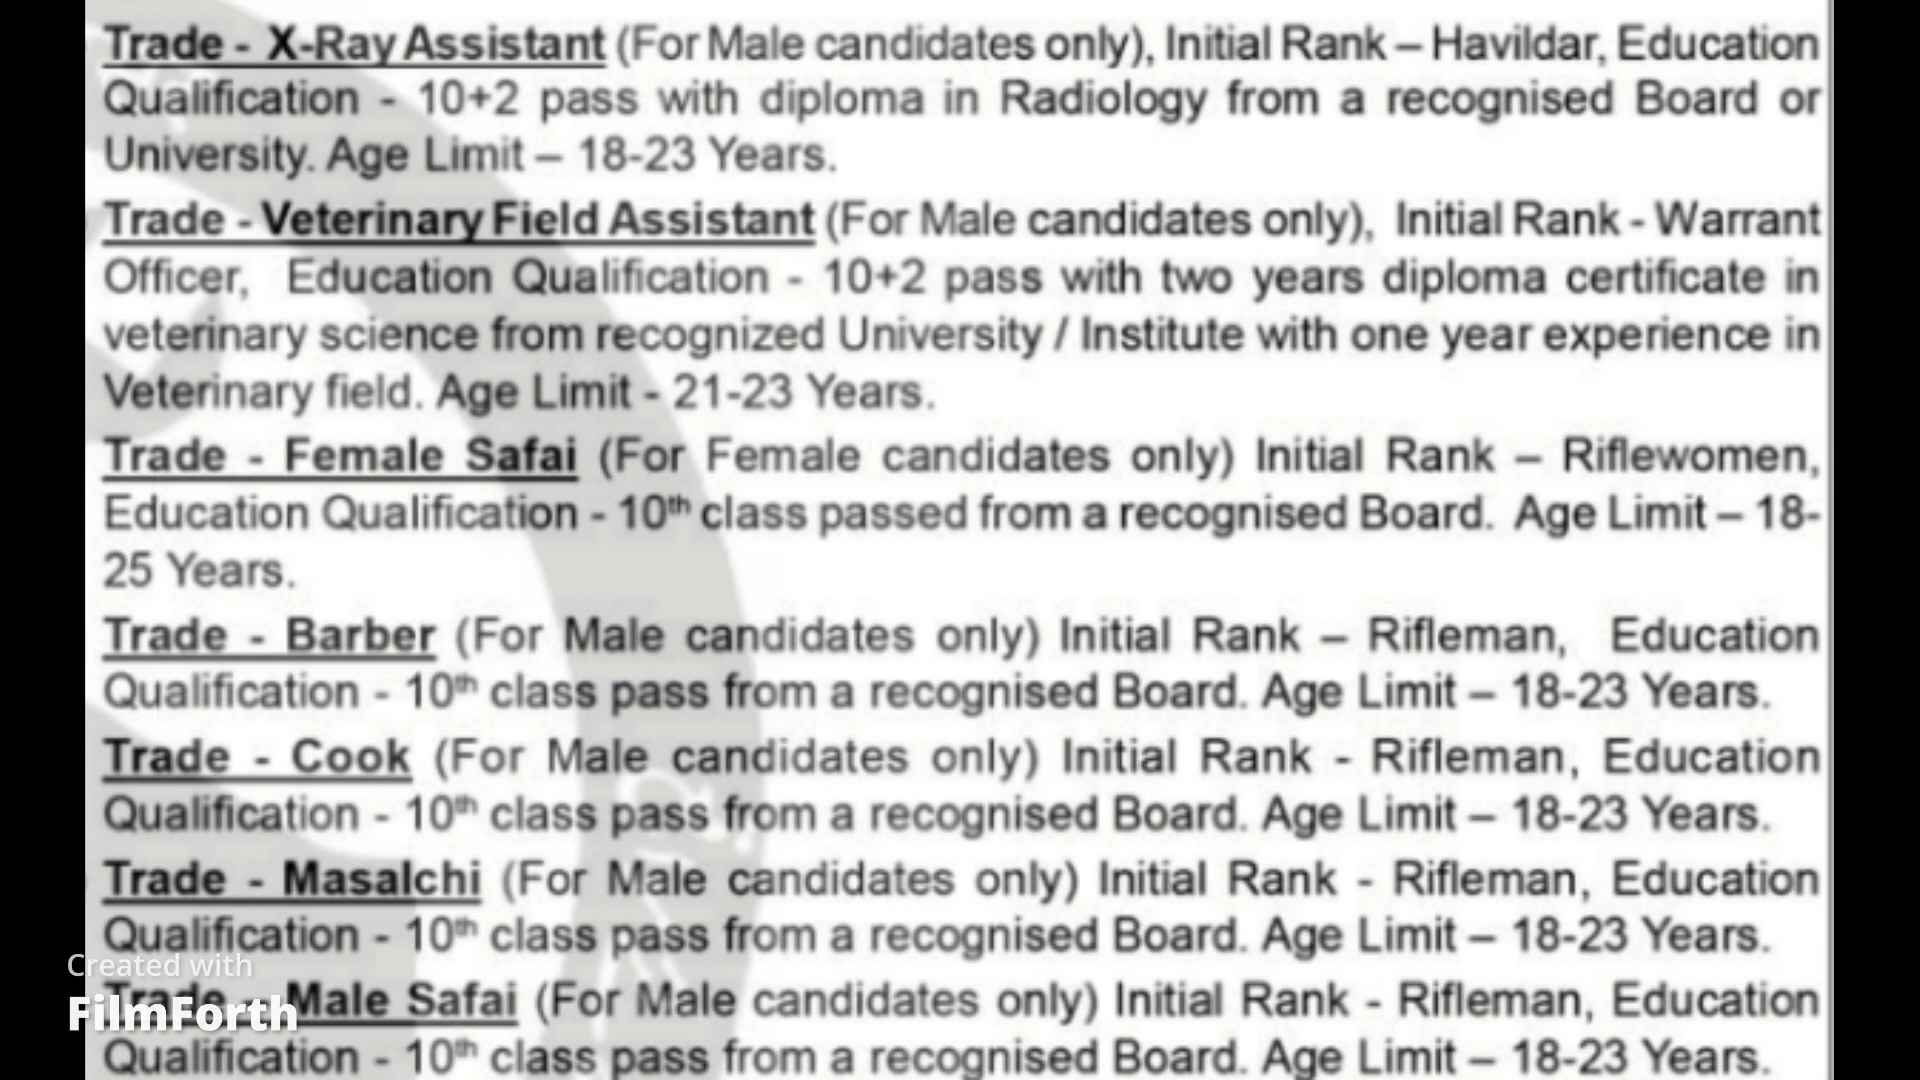 Trade - X-Ray Assistant (For Male candidates only), Initial Rank – Havildar, Education
Qualification - 10+2 pass with diploma in Radiology from a recognised Board or
University. Age Limit – 18-23 Years.
Trade - Veterinary Field Assistant (For Male candidates only), Initial Rank - Warrant
Officer, Education Qualification - 10+2 pass with two years diploma certificate in
veterinary science from recognized University / Institute with one year experience in
Veterinary field. Age Limit - 21-23 Years.
Trade - Female Safai (For Female candidates only) Initial Rank – Riflewomen,
Education Qualification - 10th class passed from a recognised Board. Age Limit – 18-
25 Years.
Trade - Barber (For Male candidates only) Initial Rank – Rifleman, Education
Qualification - 10th class pass from a recognised Board. Age Limit – 18-23 Years.
Trade - Cook (For Male candidates only) Initial Rank - Rifleman, Education
Qualification - 10th class pass from a recognised Board. Age Limit – 18-23 Years.
Trade - Masalchi (For Male candidates only) Initial Rank - Rifleman, Education
Qualification - 10th class pass from a recognised Board. Age Limit – 18-23 Years.
Trade - Male Safai (For Male candidates only) Initial Rank - Rifleman, Education
Qualification - 10th class pass from a recognised Board. Age Limit – 18-23 Years.
Created with
FilmForth